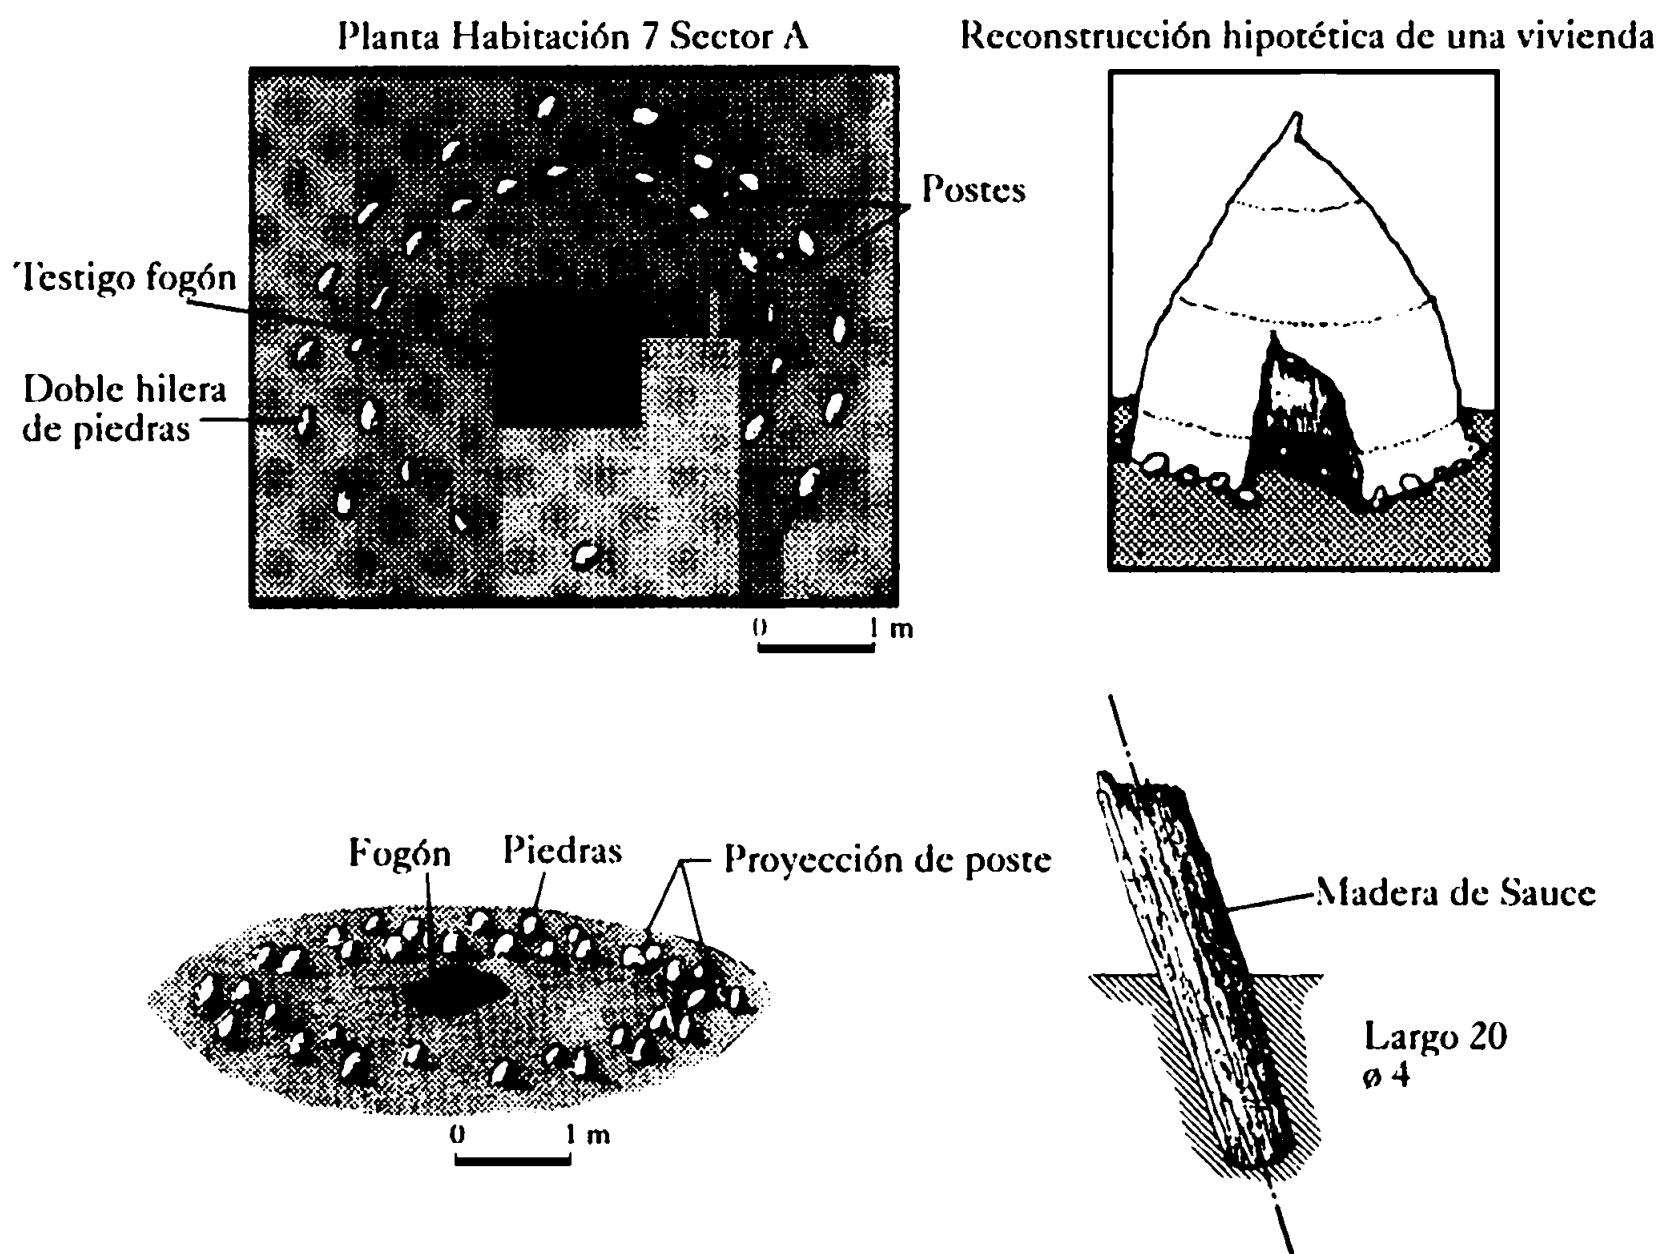 Planta Habitación 7 Sector A
Reconstrucción hipotética de una vivienda
Postes
Testigo fogón
Doble hilera
de piedras
0 1 m
Fogón
Piedras
Proyección de poste
Madera de Sauce
Largo 20
ø 4
0 1 m